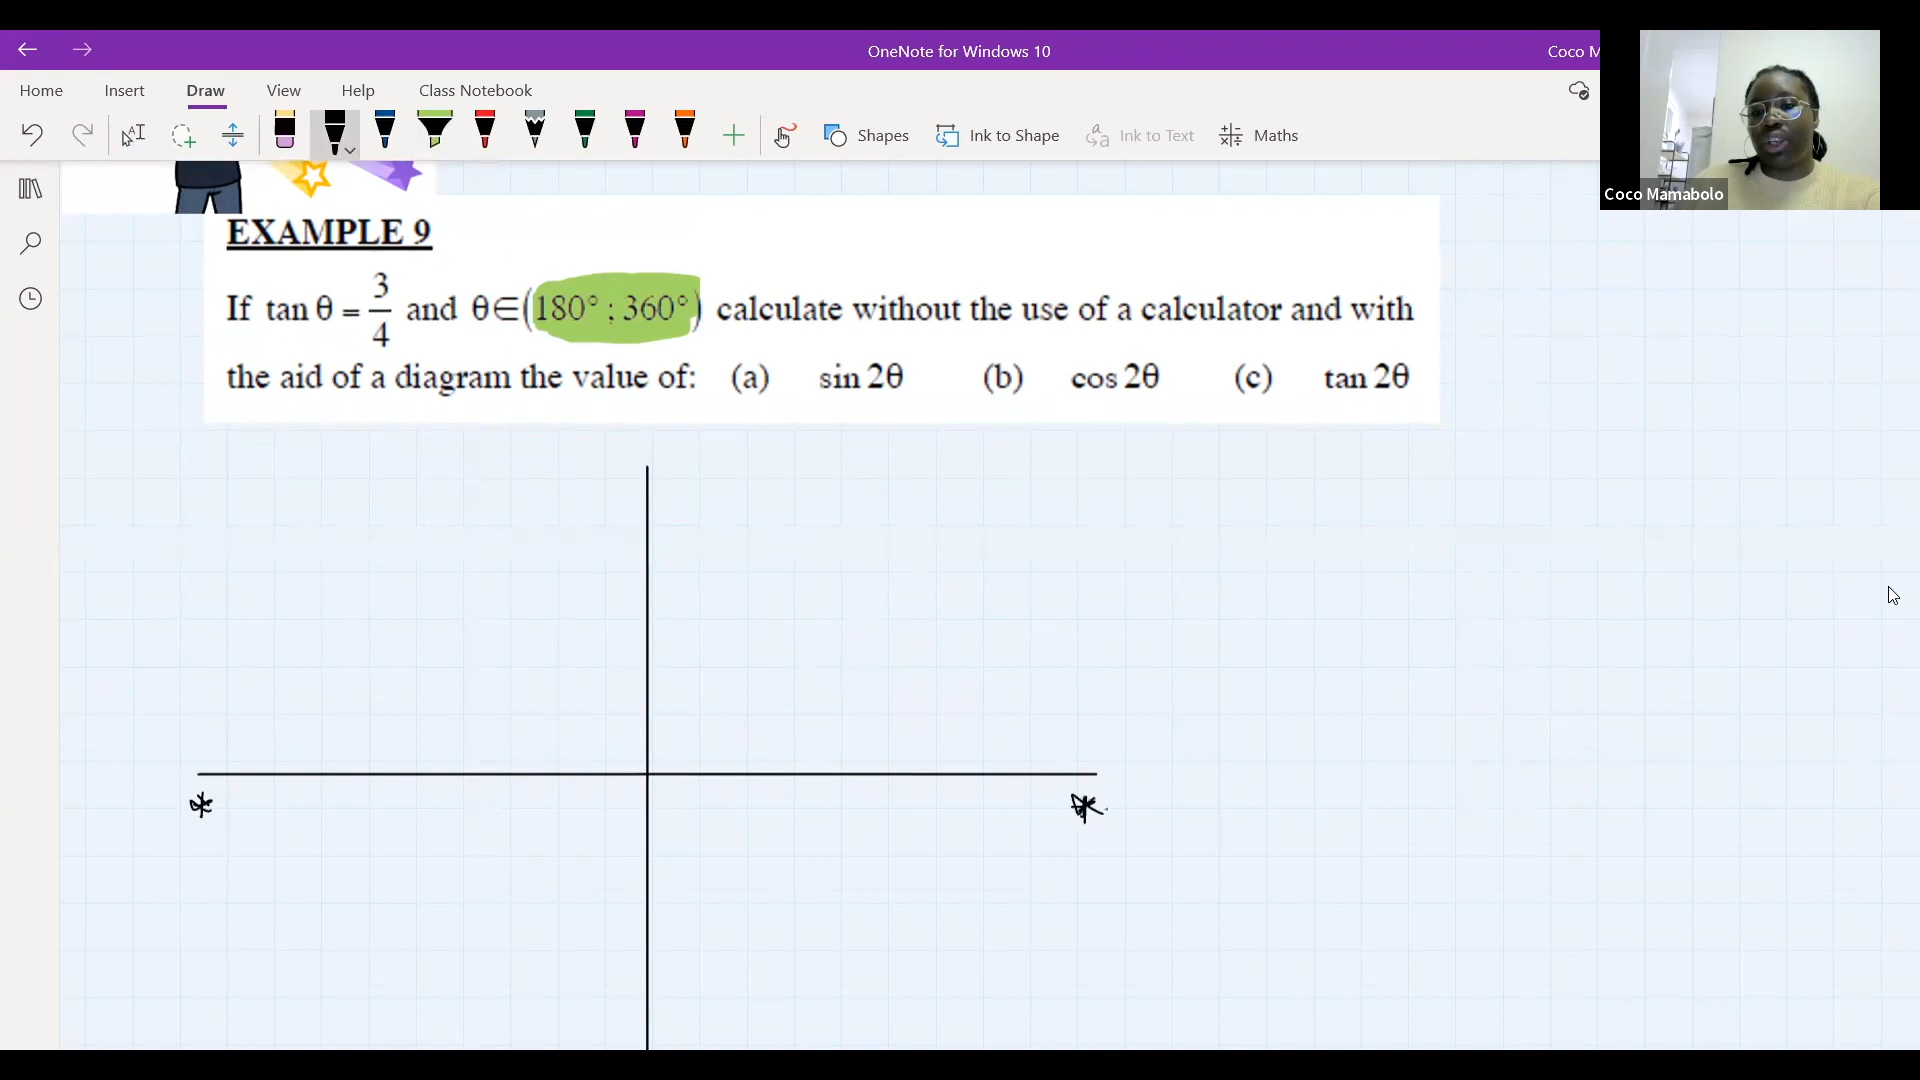 OneNote for Windows 10
Coco M
Home Insert Draw View Help Class Notebook
Shapes Ink to Shape Ink to Text Maths
Coco Mamabolo
EXAMPLE 9
If tan θ = 3/4 and θ∈(180° ; 360°) calculate without the use of a calculator and with
the aid of a diagram the value of: (a) sin 2θ (b) cos 2θ (c) tan 2θ